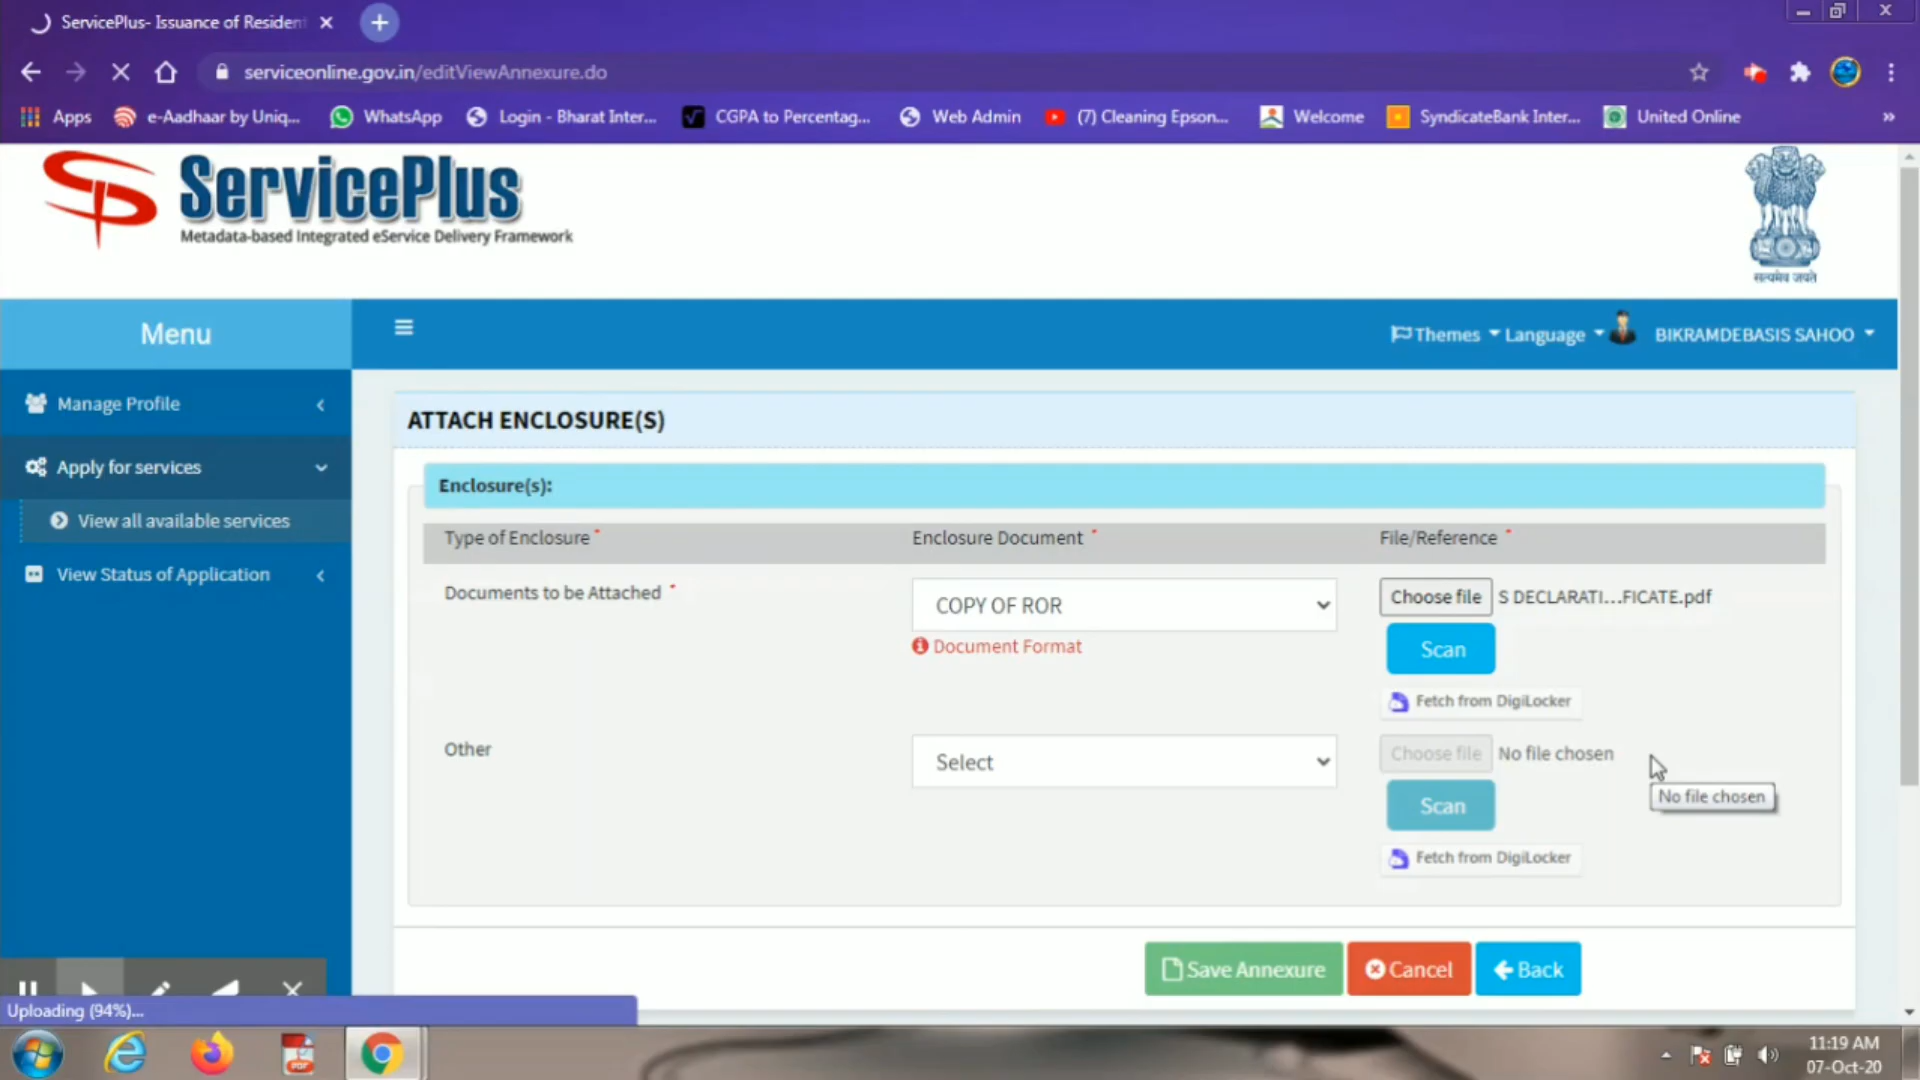 ServicePlus- Issuance of Resident
serviceonline.gov.in/editViewAnnexure.do
Apps
e-Aadhaar by Uniq...
WhatsApp
Login - Bharat Inter...
CGPA to Percentag...
Web Admin
(7) Cleaning Epson...
Welcome
SyndicateBank Inter...
United Online
»
ServicePlus
Metadata-based Integrated eService Delivery Framework
सत्यमेव जयते
Menu
Themes
Language
BIKRAMDEBASIS SAHOO
Manage Profile
Apply for services
View all available services
View Status of Application
ATTACH ENCLOSURE(S)
Enclosure(s):
Type of Enclosure *
Enclosure Document *
File/Reference *
Documents to be Attached *
COPY OF ROR
Document Format
Choose file S DECLARATI...FICATE.pdf
Scan
Fetch from DigiLocker
Other
Select
Choose file No file chosen
No file chosen
Scan
Fetch from DigiLocker
Save Annexure
Cancel
Back
Uploading (94%)...
PDF
11:19 AM
07-Oct-20